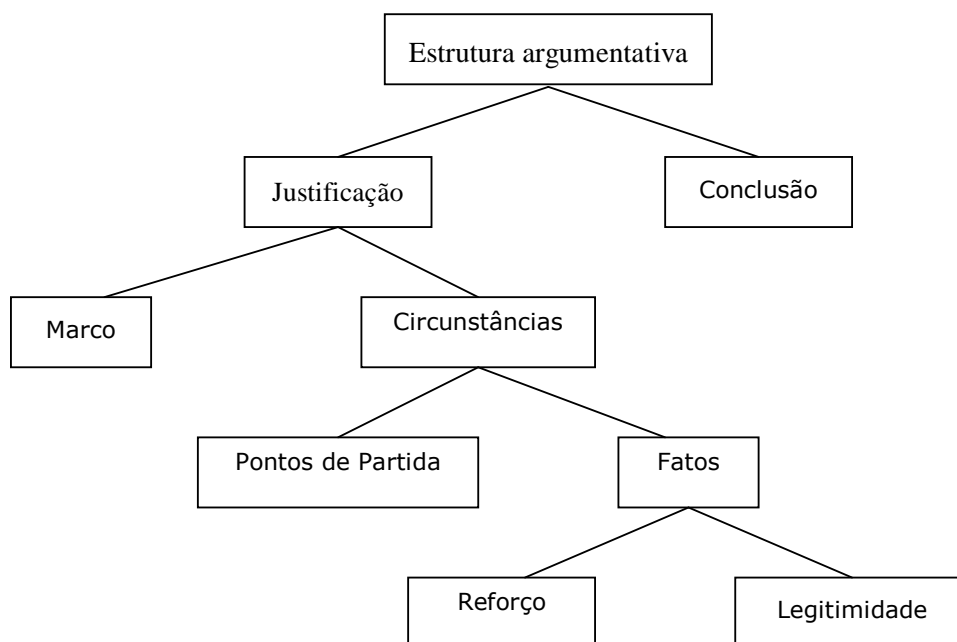 Estrutura argumentativa
Justificação
Conclusão
Marco
Circunstâncias
Pontos de Partida
Fatos
Reforço
Legitimidade